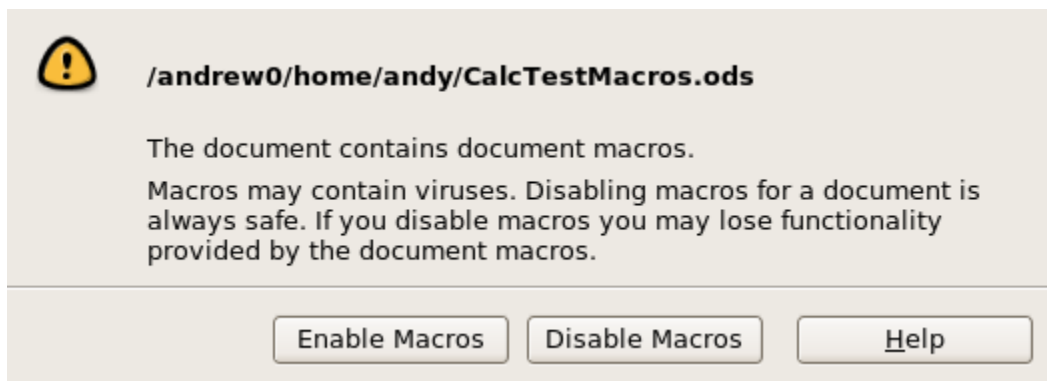 /andrew0/home/andy/CalcTestMacros.ods
The document contains document macros.
Macros may contain viruses. Disabling macros for a document is
always safe. If you disable macros you may lose functionality
provided by the document macros.
Enable Macros Disable Macros Help